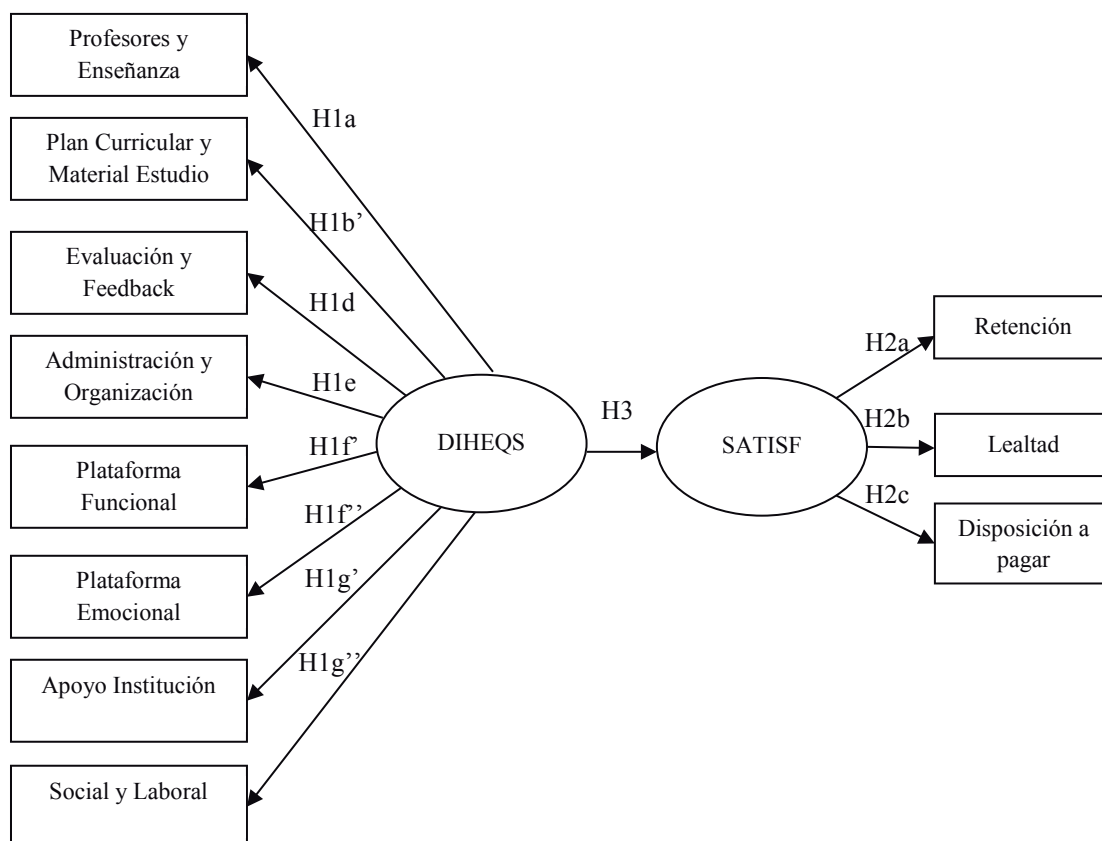 Profesores y
Enseñanza
H1a
Plan Curricular y
Material Estudio
H1b’
Evaluación y
Feedback
H1d
Administración y
Organización
H1e
Plataforma
Funcional
H1f’
Plataforma
Emocional
H1f’’
Apoyo Institución
H1g’
Social y Laboral
H1g’’
DIHEQS
H3
SATISF
H2a
Retención
H2b
Lealtad
H2c
Disposición a
pagar